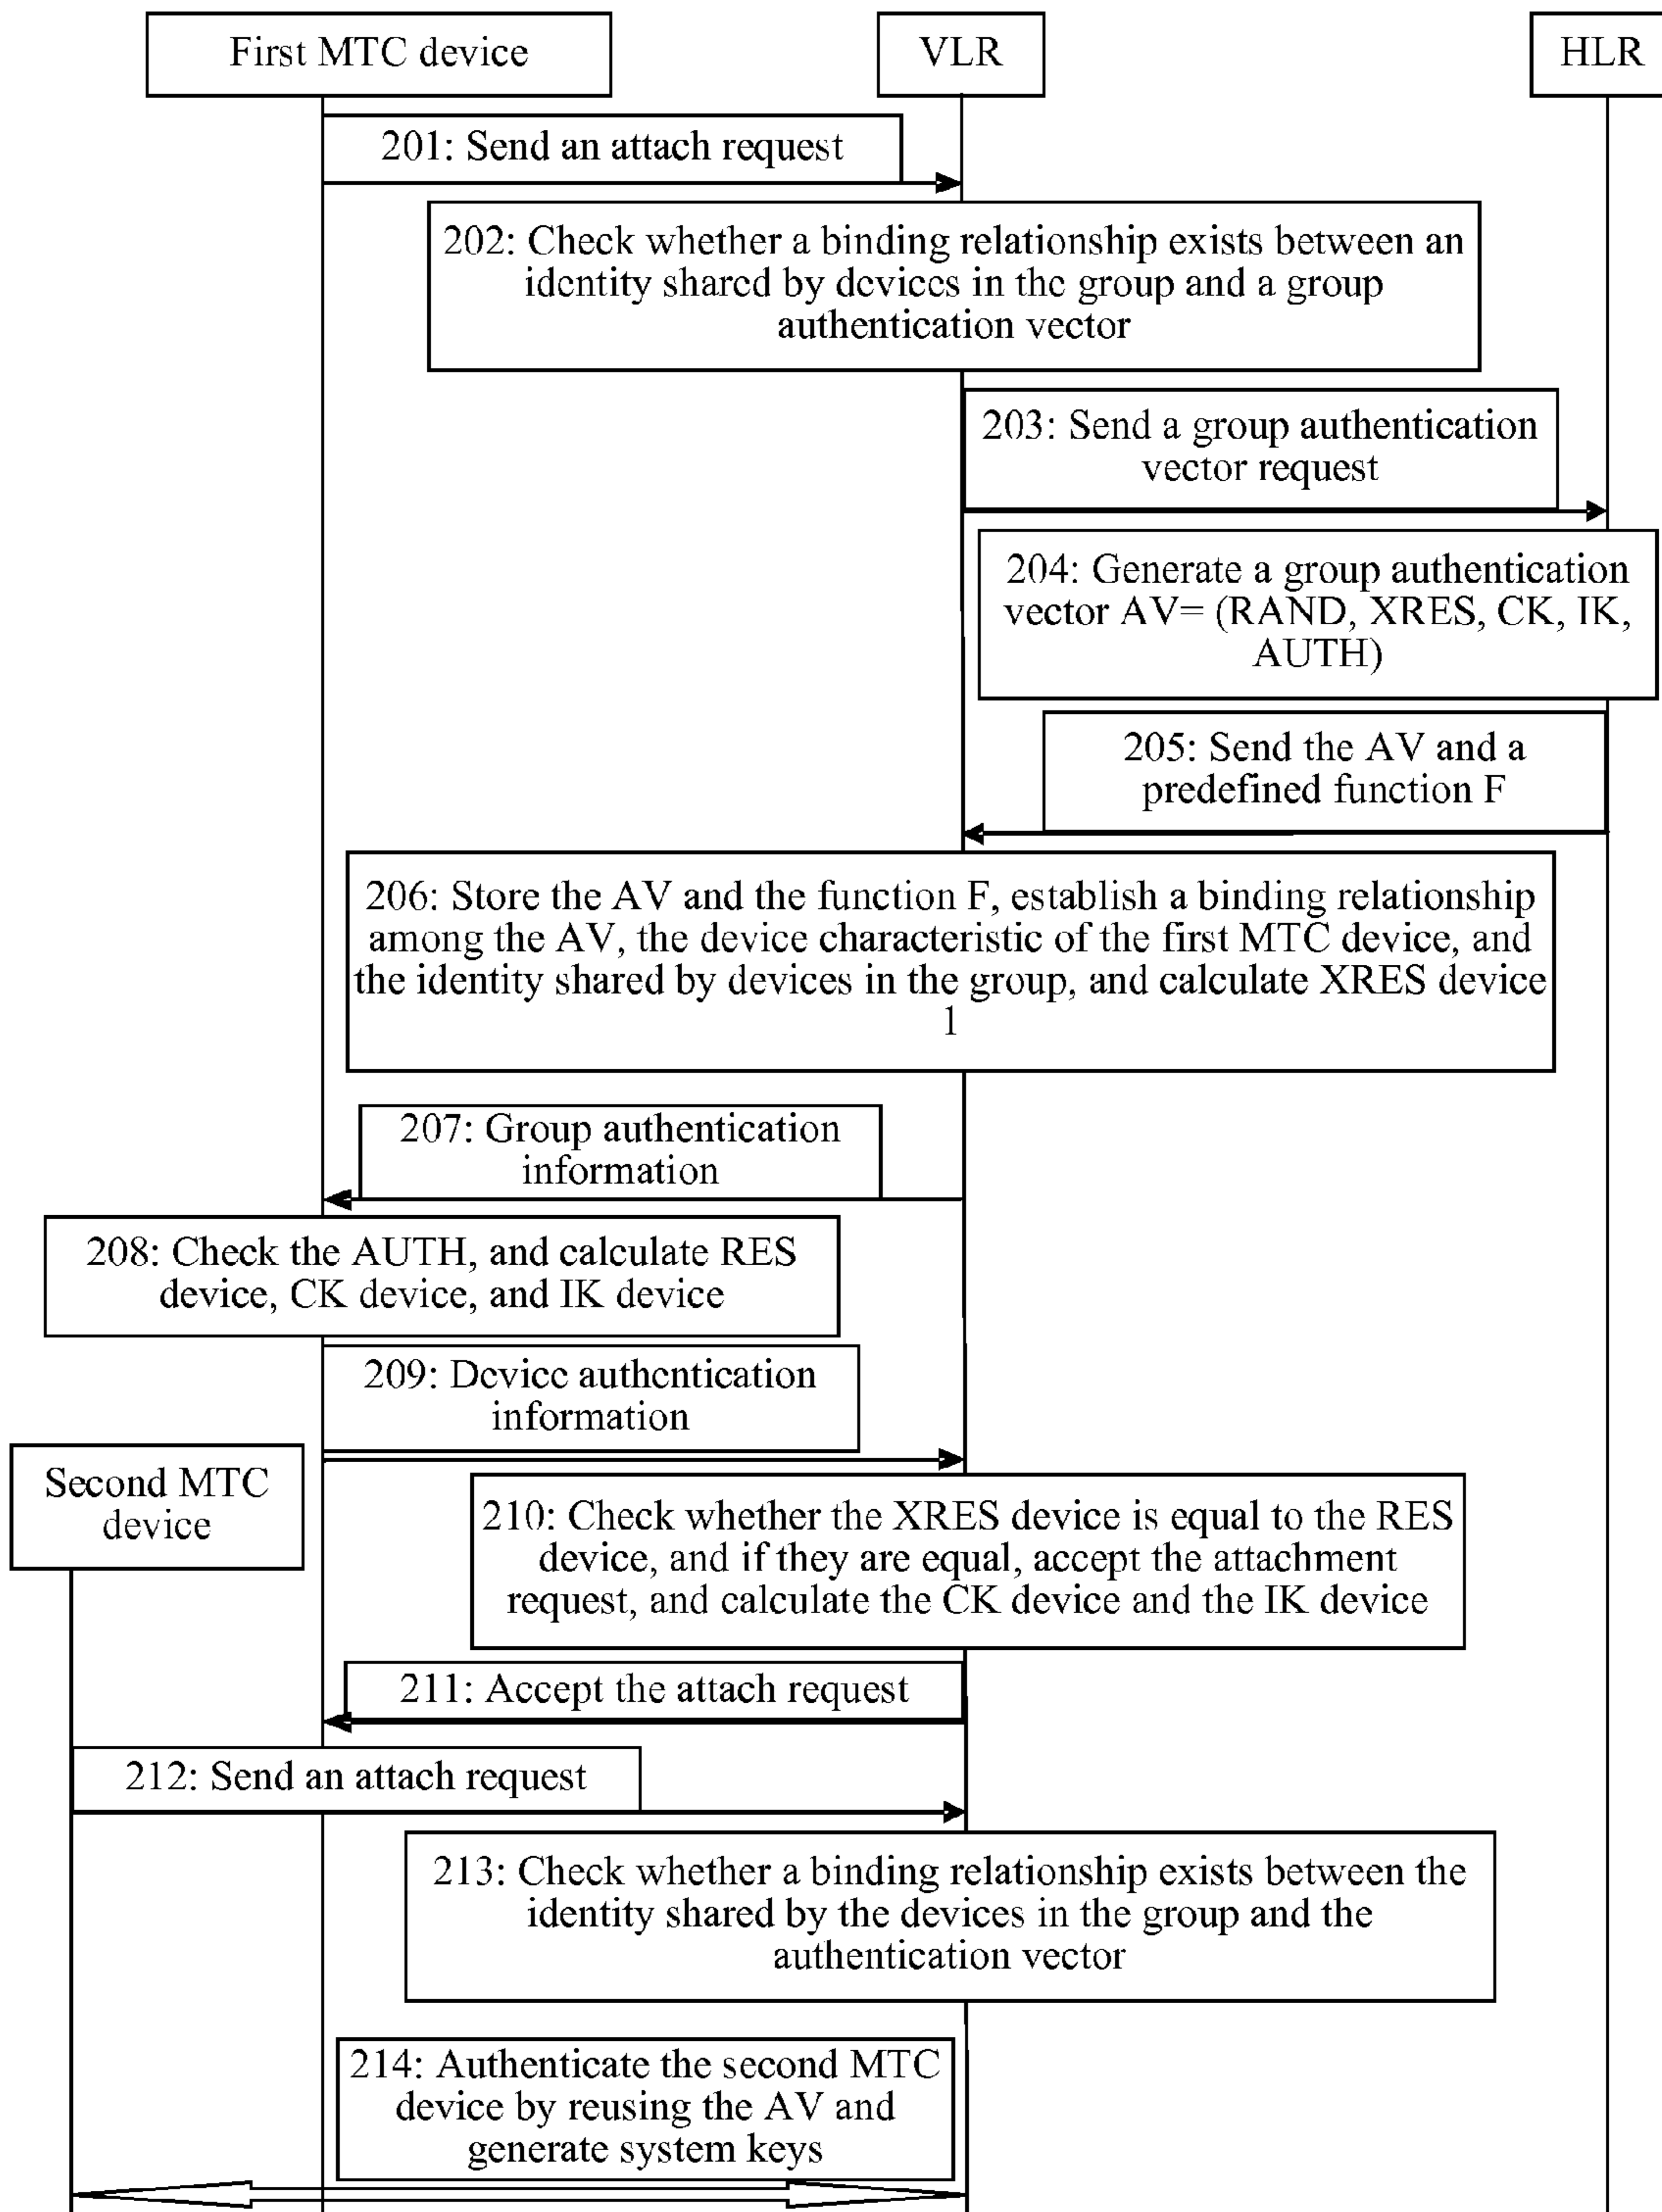 First MTC device
VLR
HLR
201: Send an attach request
202: Check whether a binding relationship exists between an
identity shared by devices in the group and a group
authentication vector
203: Send a group authentication
vector request
204: Generate a group authentication
vector AV= (RAND, XRES, CK, IK,
AUTH)
205: Send the AV and a
predefined function F
206: Store the AV and the function F, establish a binding relationship
among the AV, the device characteristic of the first MTC device, and
the identity shared by devices in the group, and calculate XRES device
1
207: Group authentication
information
208: Check the AUTH, and calculate RES
device, CK device, and IK device
209: Device authentication
information
Second MTC
device
210: Check whether the XRES device is equal to the RES
device, and if they are equal, accept the attachment
request, and calculate the CK device and the IK device
211: Accept the attach request
212: Send an attach request
213: Check whether a binding relationship exists between the
identity shared by the devices in the group and the
authentication vector
214: Authenticate the second MTC
device by reusing the AV and
generate system keys